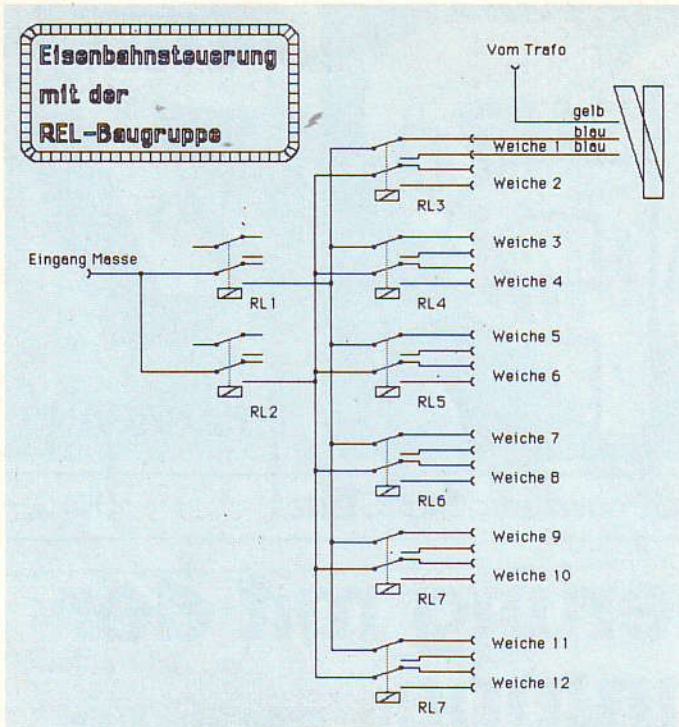 Eisenbahnsteuerung
mit der
REL-Baugruppe
Vom Trafo
gelb
blau
Weiche 1 blau
Weiche 2
RL3
Weiche 3
Eingang Masse
Weiche 4
RL1
RL4
Weiche 5
Weiche 6
RL2
RL5
Weiche 7
Weiche 8
RL6
Weiche 9
Weiche 10
RL7
Weiche 11
Weiche 12
RL7